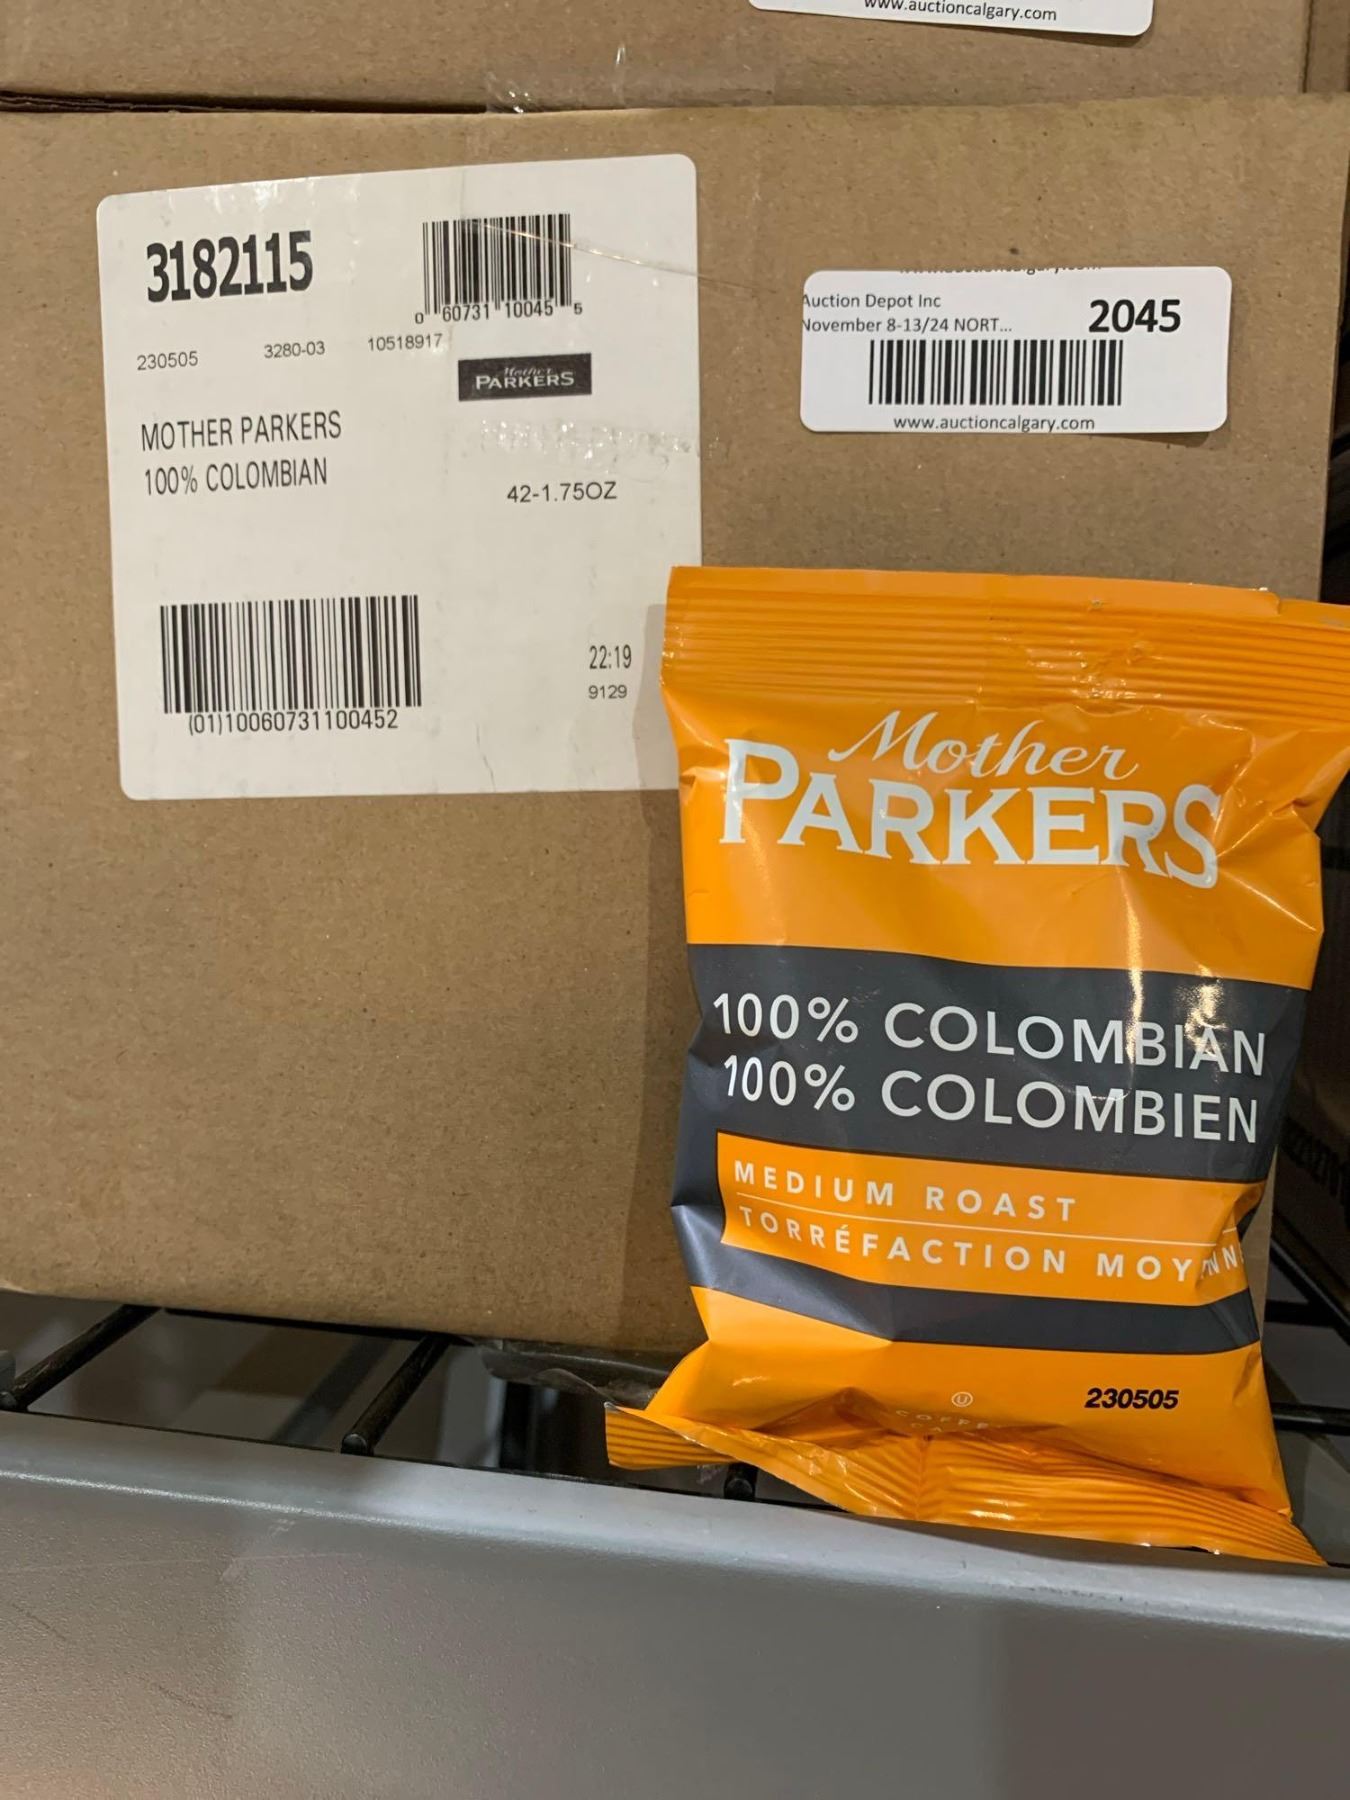 www.auctioncalgary.com
3182115
0 60731 10045 5
230505 3280-03 10518917
Mother
PARKERS
MOTHER PARKERS
100% COLOMBIAN
42-1.75OZ
(01)10060731100452
22:19
9129
Auction Depot Inc
November 8-13/24 NORT...
2045
www.auctioncalgary.com
Mother
PARKERS
100% COLOMBIAN
100% COLOMBIEN
MEDIUM ROAST
TORRÉFACTION
U
230505
COFFEE